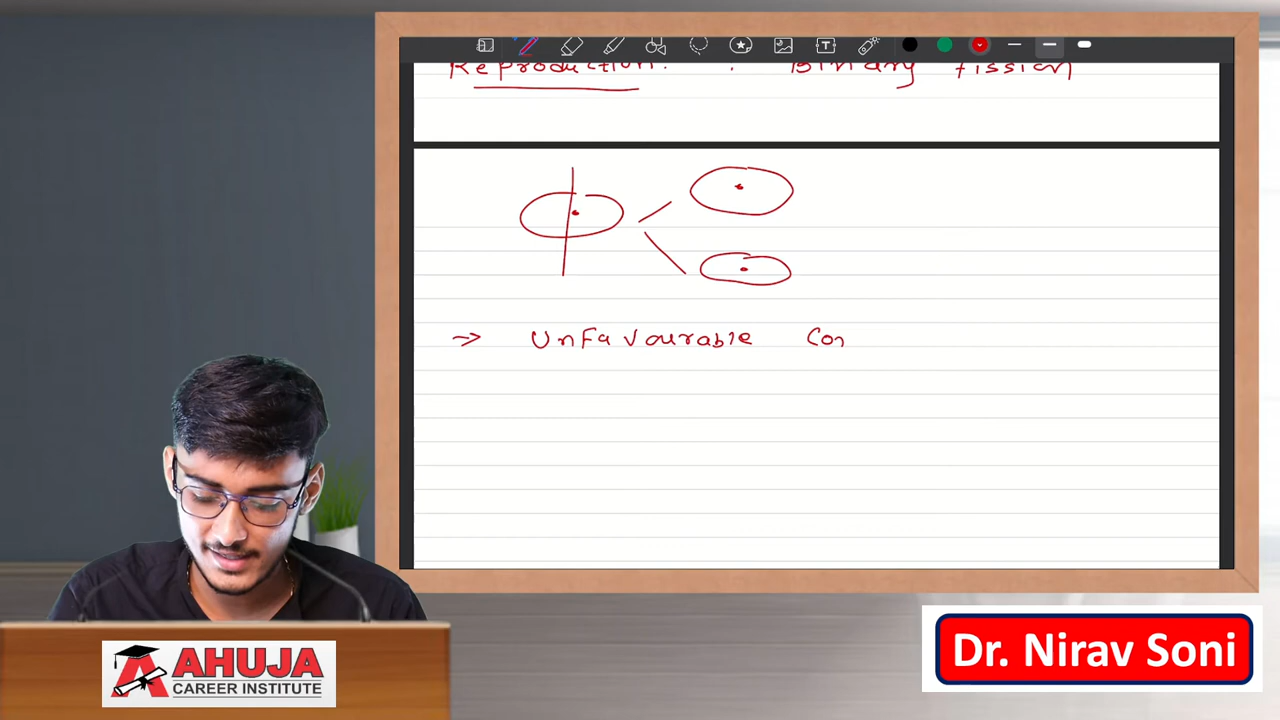 Reproduction : Binary fission
→ Unfavourable Con
AHUJA
CAREER INSTITUTE
Dr. Nirav Soni